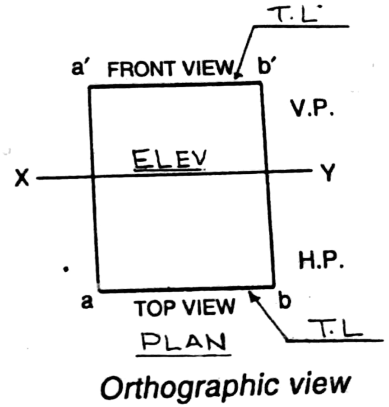 T.L.
a' FRONT VIEW b'
V.P.
ELEV
X Y
H.P.
a TOP VIEW b
PLAN T.L
Orthographic view